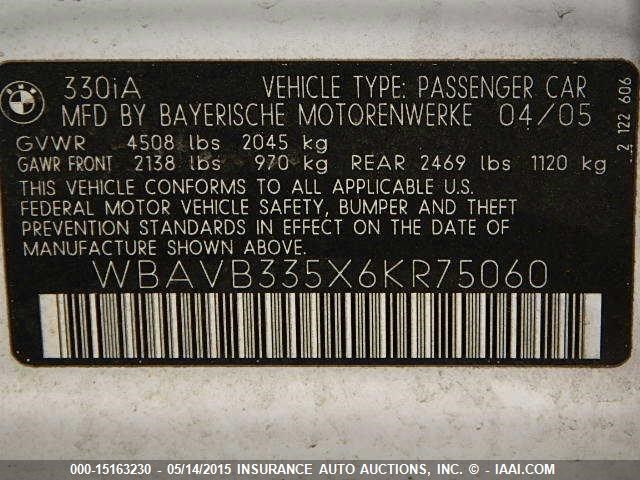 BMW
330iA VEHICLE TYPE: PASSENGER CAR
MFD BY BAYERISCHE MOTORENWERKE 04/05
GVWR 4508 lbs 2045 kg
GAWR FRONT 2138 lbs 970 kg REAR 2469 lbs 1120 kg
THIS VEHICLE CONFORMS TO ALL APPLICABLE U.S.
FEDERAL MOTOR VEHICLE SAFETY, BUMPER AND THEFT
PREVENTION STANDARDS IN EFFECT ON THE DATE OF
MANUFACTURE SHOWN ABOVE.
WBAVB335X6KR75060
2 122 606
000-15163230 - 05/14/2015 INSURANCE AUTO AUCTIONS, INC. - © IAAI.COM